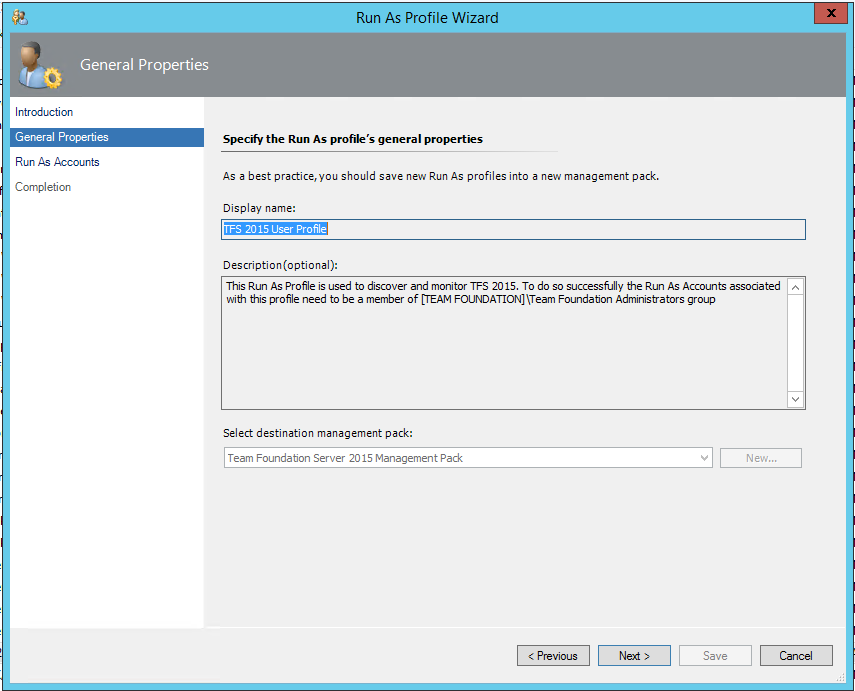 Run As Profile Wizard
x
General Properties
Introduction
General Properties
Run As Accounts
Completion
Specify the Run As profile's general properties
As a best practice, you should save new Run As profiles into a new management pack.
Display name:
TFS 2015 User Profile
Description(optional):
This Run As Profile is used to discover and monitor TFS 2015. To do so successfully the Run As Accounts associated
with this profile need to be a member of [TEAM FOUNDATION]\Team Foundation Administrators group
Select destination management pack:
Team Foundation Server 2015 Management Pack
New...
< Previous
Next >
Save
Cancel